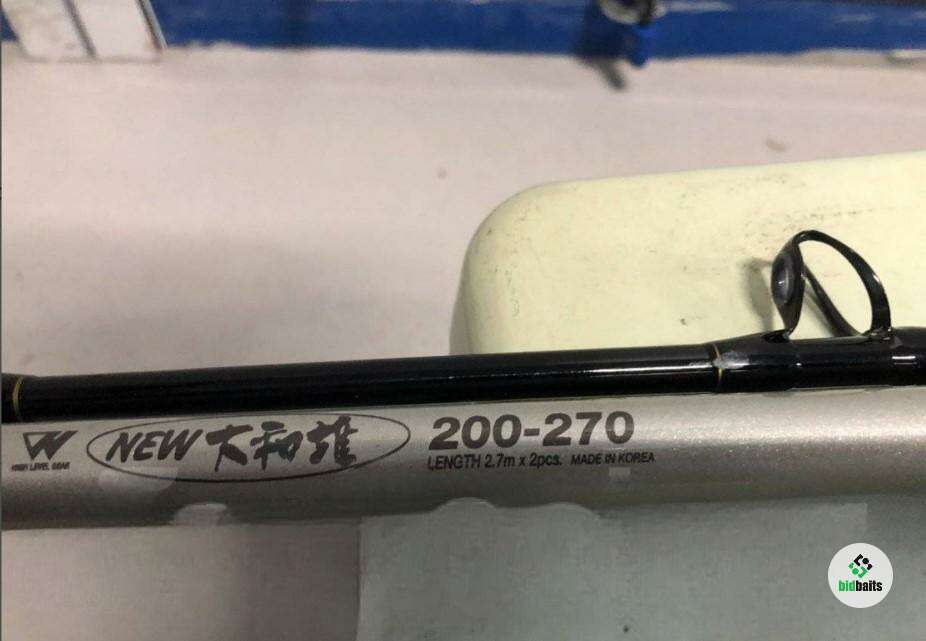 NEW 大和雄 200-270
HIGH LEVEL GEAR LENGTH 2.7m x 2pcs. MADE IN KOREA
bidbaits